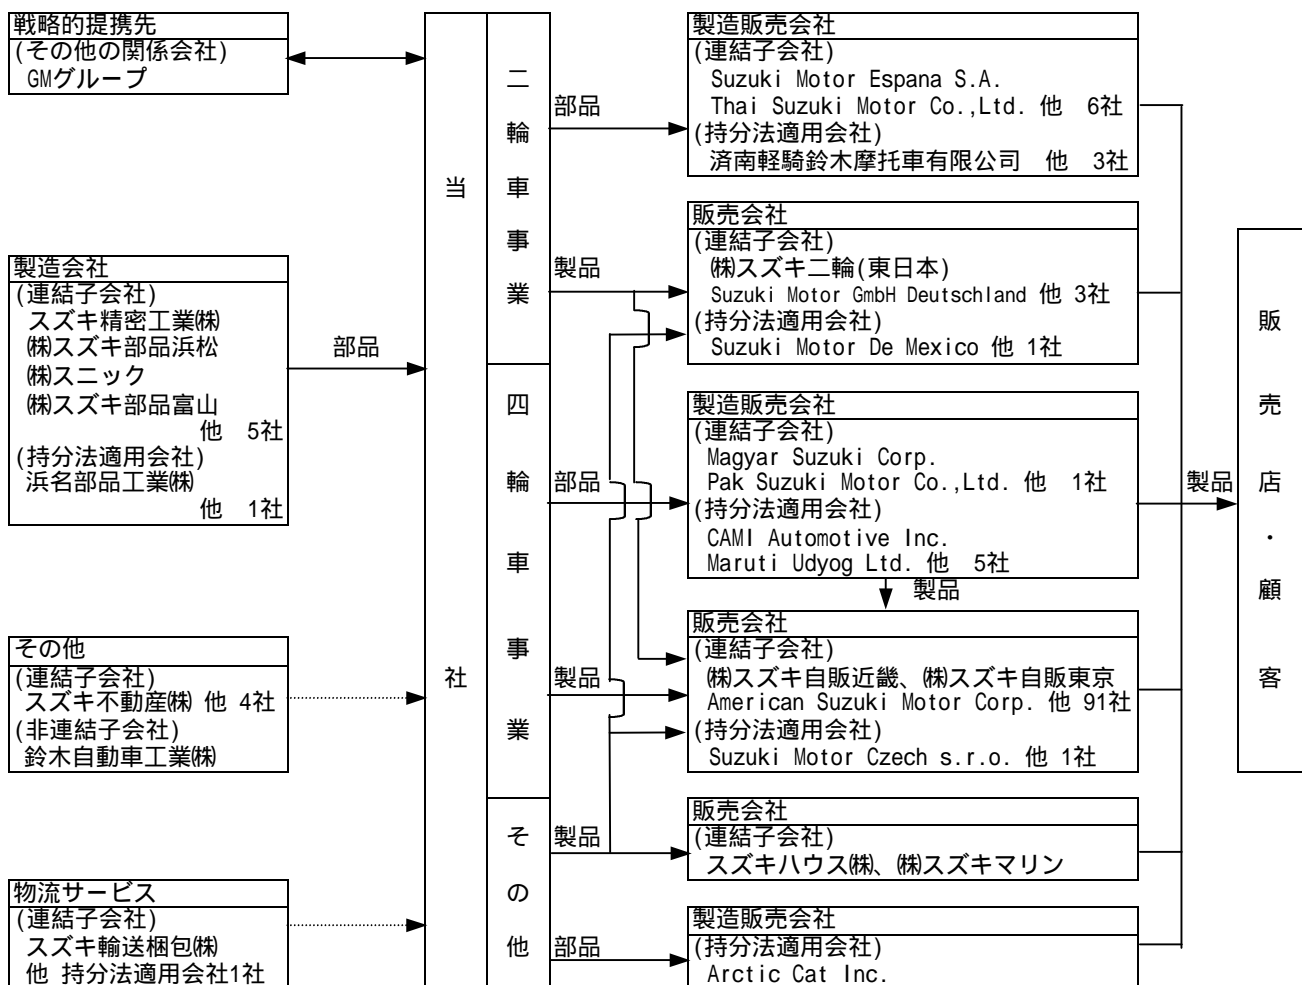 戦略的提携先
(その他の関係会社)
GMグループ
製造会社
(連結子会社)
スズキ精密工業㈱
㈱スズキ部品浜松
㈱スニック
㈱スズキ部品富山
他 5社
(持分法適用会社)
浜名部品工業㈱
他 1社
その他
(連結子会社)
スズキ不動産㈱ 他 4社
(非連結子会社)
鈴木自動車工業㈱
物流サービス
(連結子会社)
スズキ輸送梱包㈱
他 持分法適用会社1社
部品
当社
二輪車事業
四輪車事業
その他
部品
製品
部品
製品
製品
部品
製造販売会社
(連結子会社)
Suzuki Motor Espana S.A.
Thai Suzuki Motor Co.,Ltd. 他 6社
(持分法適用会社)
済南軽騎鈴木摩托車有限公司 他 3社
販売会社
(連結子会社)
㈱スズキ二輪(東日本)
Suzuki Motor GmbH Deutschland 他 3社
(持分法適用会社)
Suzuki Motor De Mexico 他 1社
製造販売会社
(連結子会社)
Magyar Suzuki Corp.
Pak Suzuki Motor Co.,Ltd. 他 1社
(持分法適用会社)
CAMI Automotive Inc.
Maruti Udyog Ltd. 他 5社
製品
販売会社
(連結子会社)
㈱スズキ自販近畿、㈱スズキ自販東京
American Suzuki Motor Corp. 他 91社
(持分法適用会社)
Suzuki Motor Czech s.r.o. 他 1社
販売会社
(連結子会社)
スズキハウス㈱、㈱スズキマリン
製造販売会社
(持分法適用会社)
Arctic Cat Inc.
製品
販売店・顧客